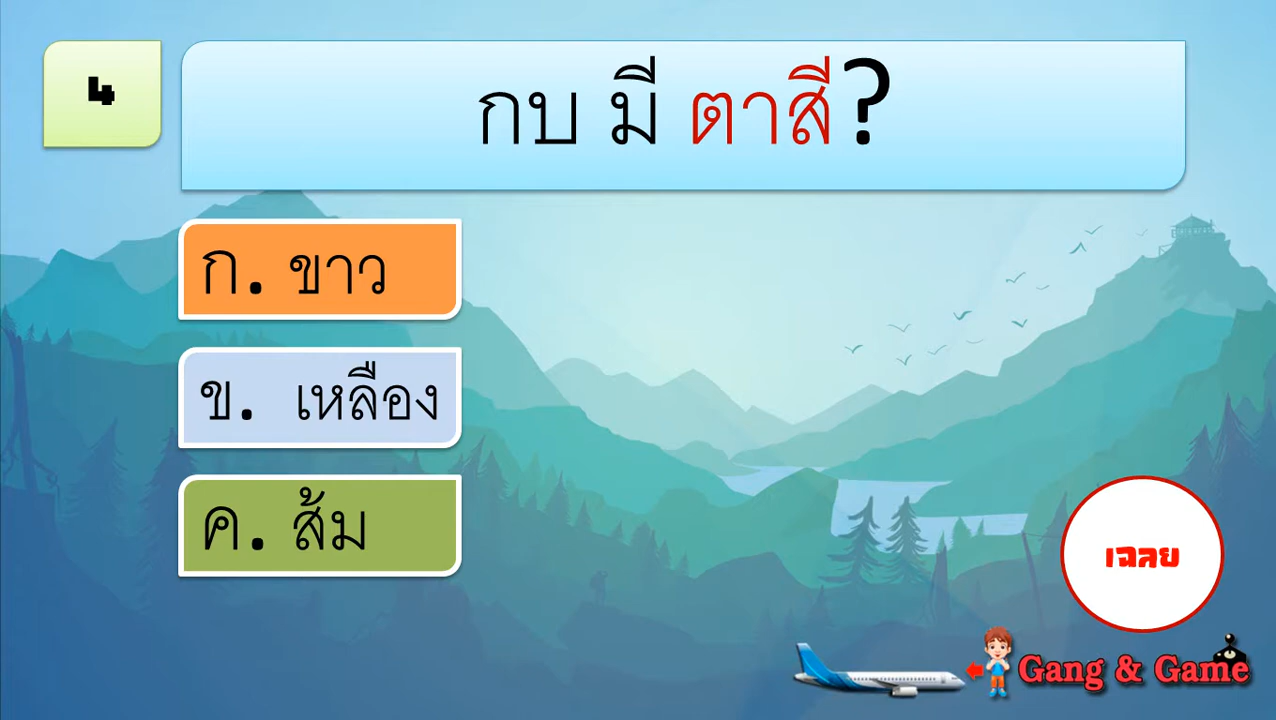 4
กบ มี ตาสี?
ก. ขาว
ข. เหลือง
ค. ส้ม
เฉลย
Gang & Game